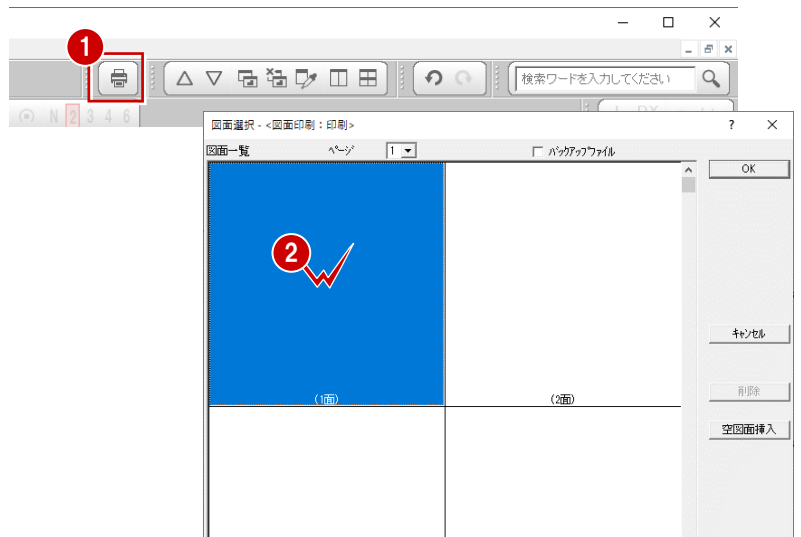 1
検索ワードを入力してください
N 2 3 4 6
図面選択 - <図面印刷:印刷>
図面一覧 ページ 1 バックアップファイル
OK
2
キャンセル
(1面) (2面)
削除
空図面挿入